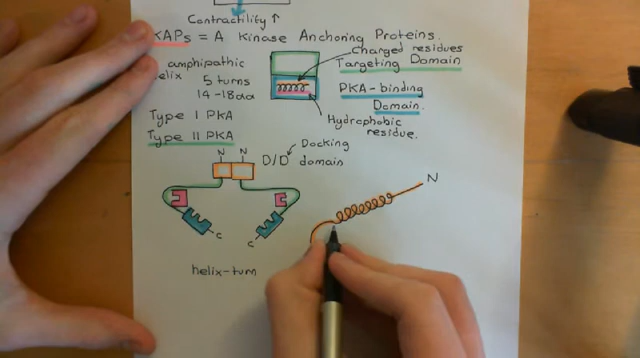 Contractility ↑
KAPs = A Kinase Anchoring Proteins.
amphipathic
helix
5 turns
14-18aa
Charged residues
Targeting Domain
PKA-binding
Domain.
Hydrophobic
residue.
Type I PKA
Type II PKA
N N
D/D
Docking
domain
C C
N
helix-turn